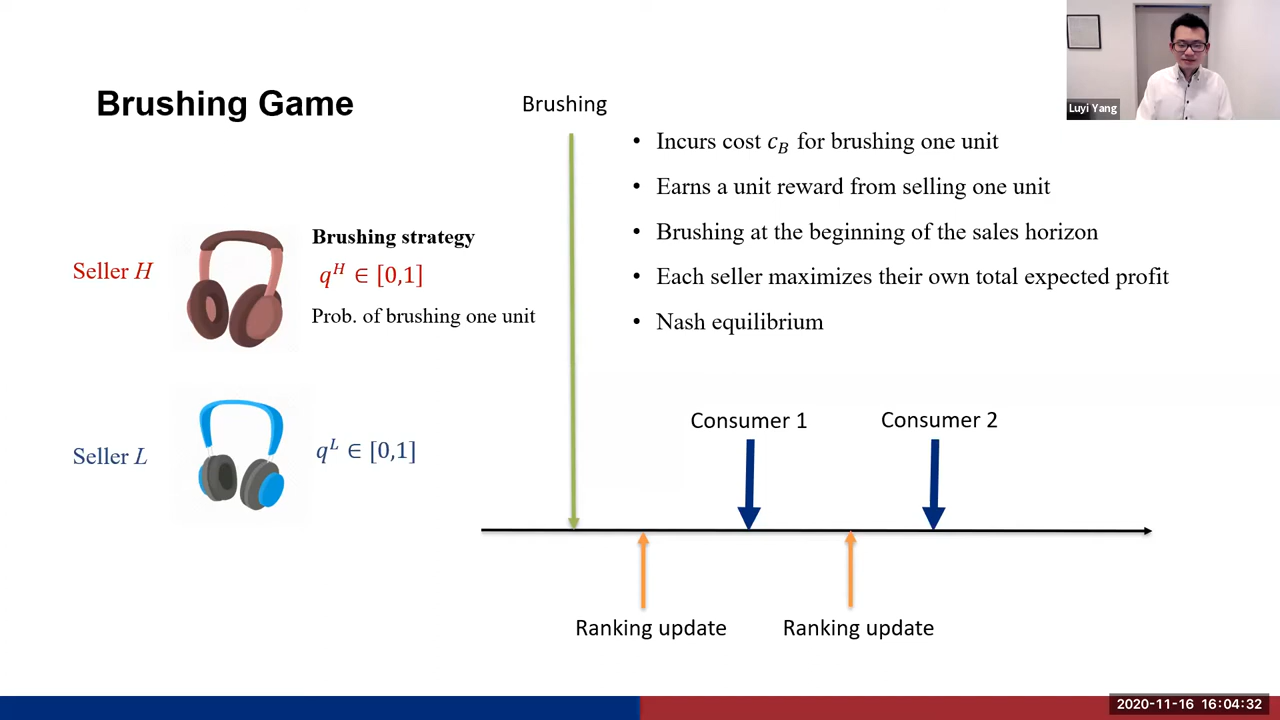 Brushing Game
Brushing
Luyi Yang
• Incurs cost c_B for brushing one unit
• Earns a unit reward from selling one unit
• Brushing at the beginning of the sales horizon
• Each seller maximizes their own total expected profit
• Nash equilibrium
Seller H
Brushing strategy
q^H ∈ [0,1]
Prob. of brushing one unit
Seller L
q^L ∈ [0,1]
Consumer 1
Consumer 2
Ranking update
Ranking update
2020-11-16 16:04:32